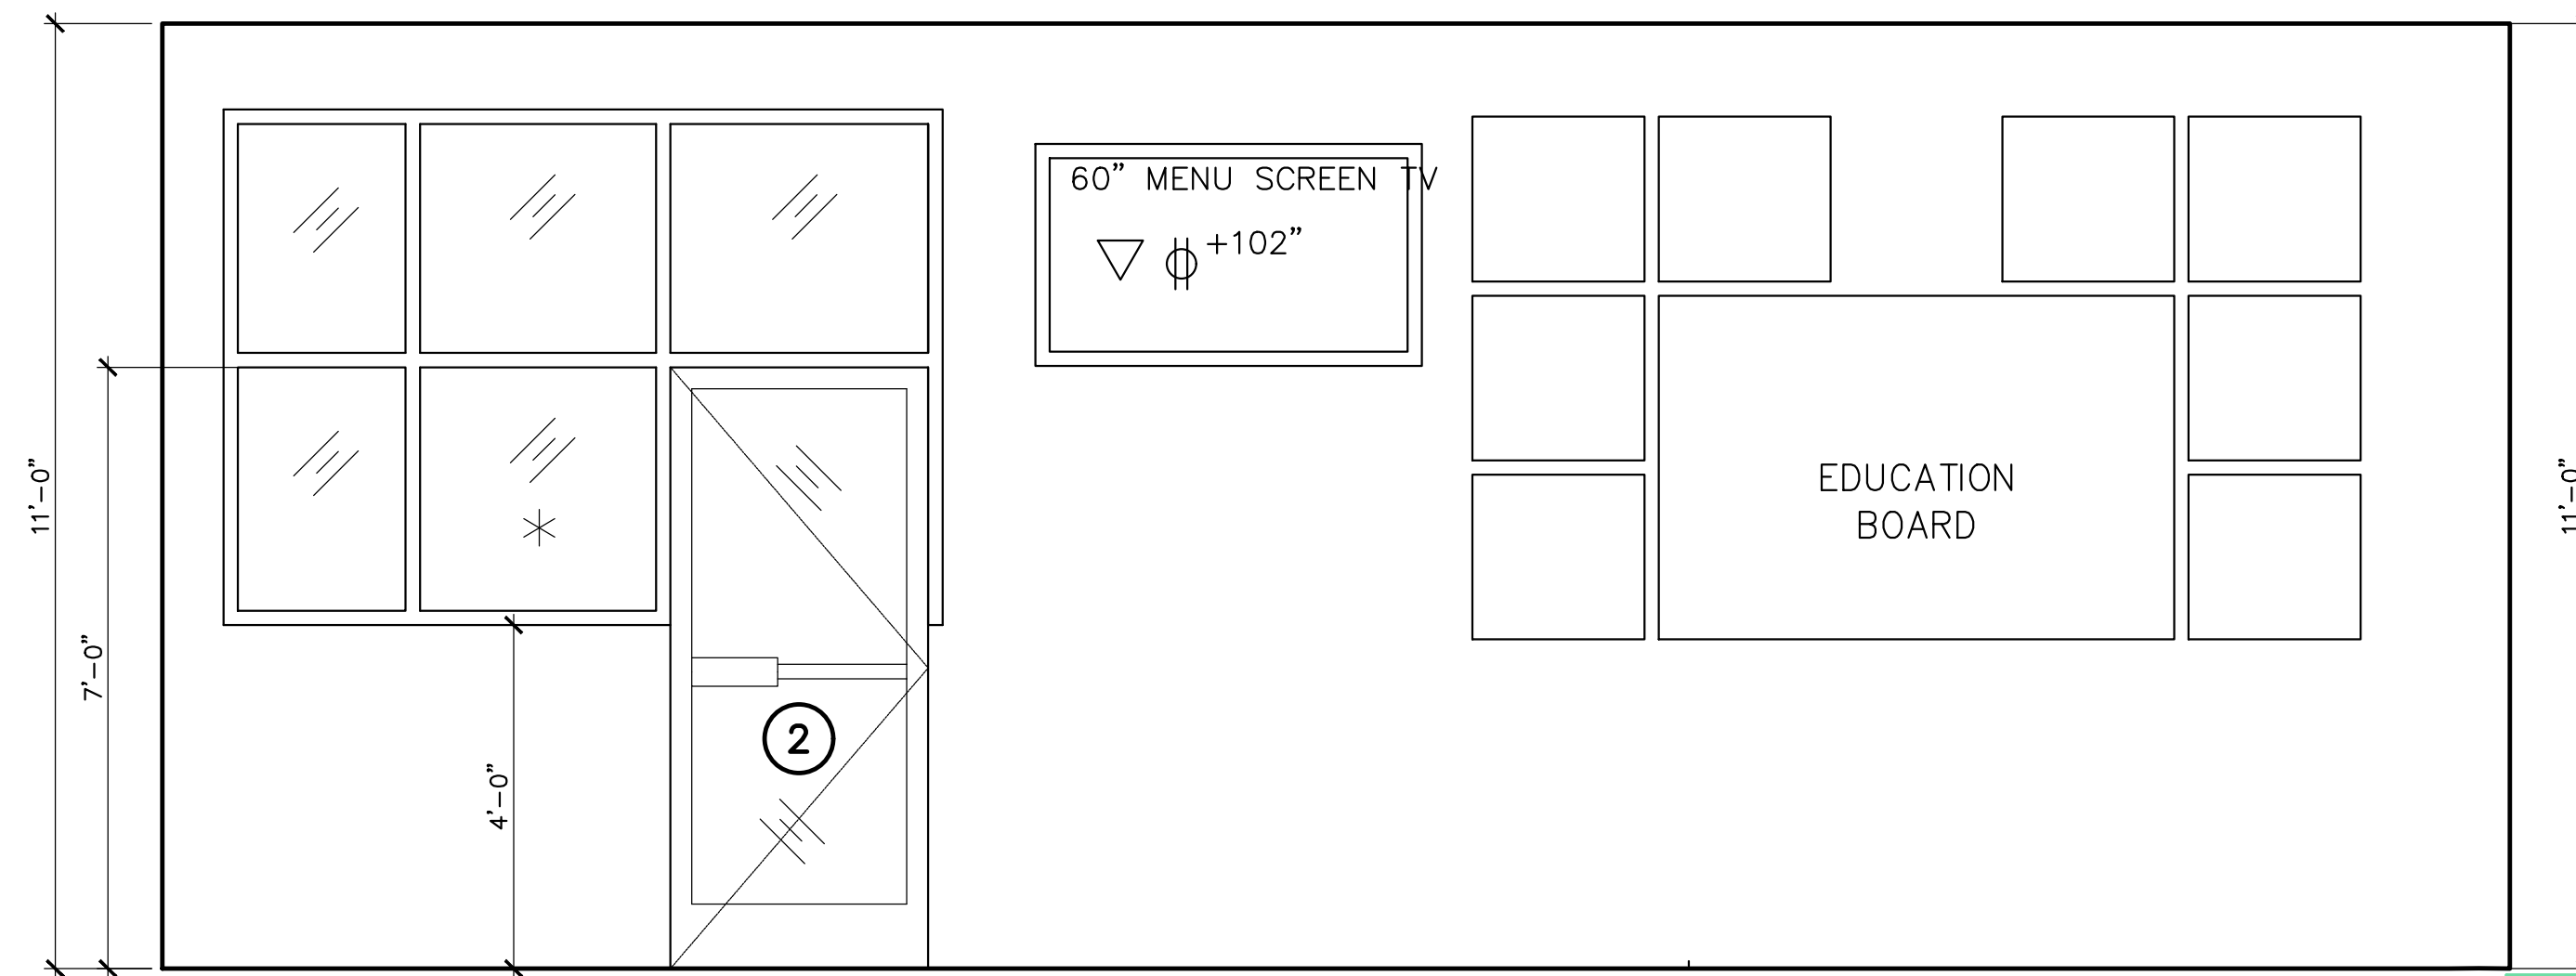 11'-0"
7'-0"
4'-0"
60" MENU SCREEN TV
+102"
2
EDUCATION
BOARD
11'-0"